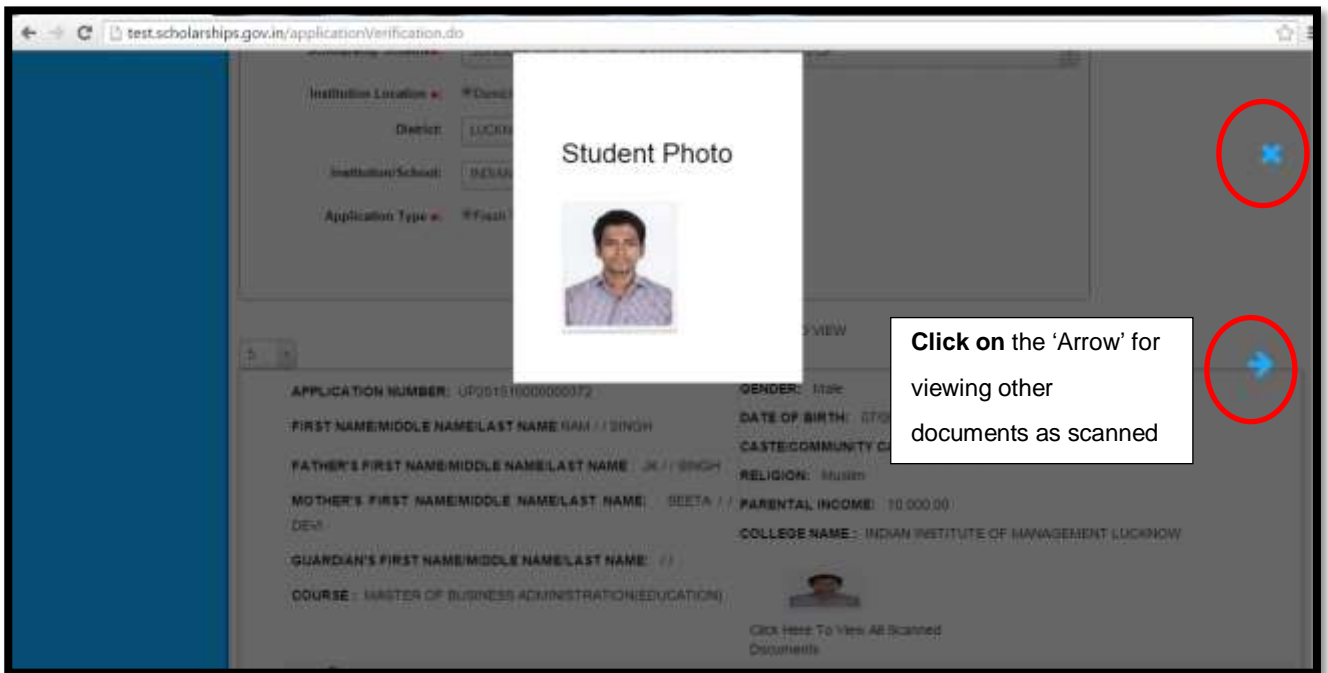 test.scholarships.gov.in/applicationVerification.do
Institution Location *:
District:
Institution/School:
Application Type *:
Student Photo
VIEW
5
Click on the ‘Arrow’ for
viewing other
documents as scanned
APPLICATION NUMBER:
GENDER: Male
FIRST NAME/MIDDLE NAME/LAST NAME RAM / / SINGH
DATE OF BIRTH:
FATHER'S FIRST NAME/MIDDLE NAME/LAST NAME : JK / / SINGH
RELIGION: Muslim
MOTHER'S FIRST NAME/MIDDLE NAME/LAST NAME: SEETA / /
DEVI
PARENTAL INCOME: 10,000.00
COLLEGE NAME : INDIAN INSTITUTE OF MANAGEMENT LUCKNOW
GUARDIAN'S FIRST NAME/MIDDLE NAME/LAST NAME: / /
COURSE : MASTER OF BUSINESS ADMINISTRATION(EDUCATION)
Click Here To View All Scanned
Documents